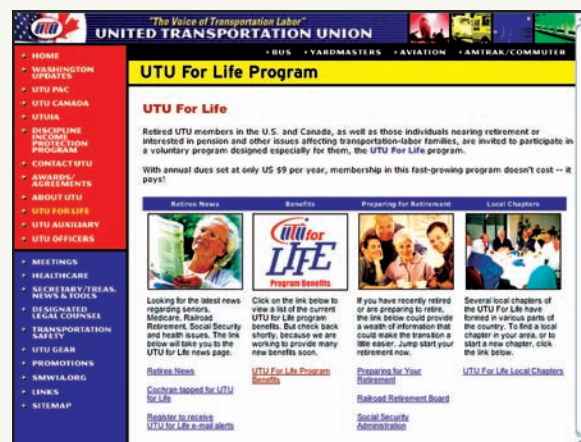 utu
"The Voice of Transportation Labor"
UNITED TRANSPORTATION UNION
• BUS • YARDMASTERS • AVIATION • AMTRAK/COMMUTER
HOME
WASHINGTON
UPDATES
UTU PAC
UTU CANADA
UTUIA
DISCIPLINE
INCOME
PROTECTION
PROGRAM
CONTACT UTU
AWARDS/
AGREEMENTS
ABOUT UTU
UTU FOR LIFE
UTU AUXILIARY
UTU OFFICERS
MEETINGS
HEALTHCARE
SECRETARY/TREAS.
NEWS & TOOLS
DESIGNATED
LEGAL COUNSEL
TRANSPORTATION
SAFETY
UTU GEAR
PROMOTIONS
SMWIA.ORG
LINKS
SITEMAP
UTU For Life Program
UTU For Life
Retired UTU members in the U.S. and Canada, as well as those individuals nearing retirement or
interested in pension and other issues affecting transportation-labor families, are invited to participate in
a voluntary program designed especially for them, the UTU For Life program.
With annual dues set at only US $9 per year, membership in this fast-growing program doesn't cost -- it
pays!
Retiree News
Looking for the latest news
regarding seniors,
Medicare, Railroad
Retirement, Social Security
and health issues. The link
below will take you to the
UTU for Life news page.
Retiree News
Cochran tapped for UTU
for Life
Register to receive
UTU for Life e-mail alerts
Benefits
utu for
LIFE
Program Benefits
Click on the link below to
view a list of the current
UTU for Life program
benefits. But check back
shortly, because we are
working to provide many
new benefits soon.
UTU For Life Program
Benefits
Preparing for Retirement
If you have recently retired
or are preparing to retire,
the link below could provide
a wealth of information that
could make the transition a
little easier. Jump start your
retirement now.
Preparing for Your
Retirement
Railroad Retirement Board
Social Security
Administration
Local Chapters
Several local chapters of
the UTU For Life have
formed in various parts of
the country. To find a local
chapter in your area, or to
start a new chapter, click
the link below.
UTU For Life Local Chapters